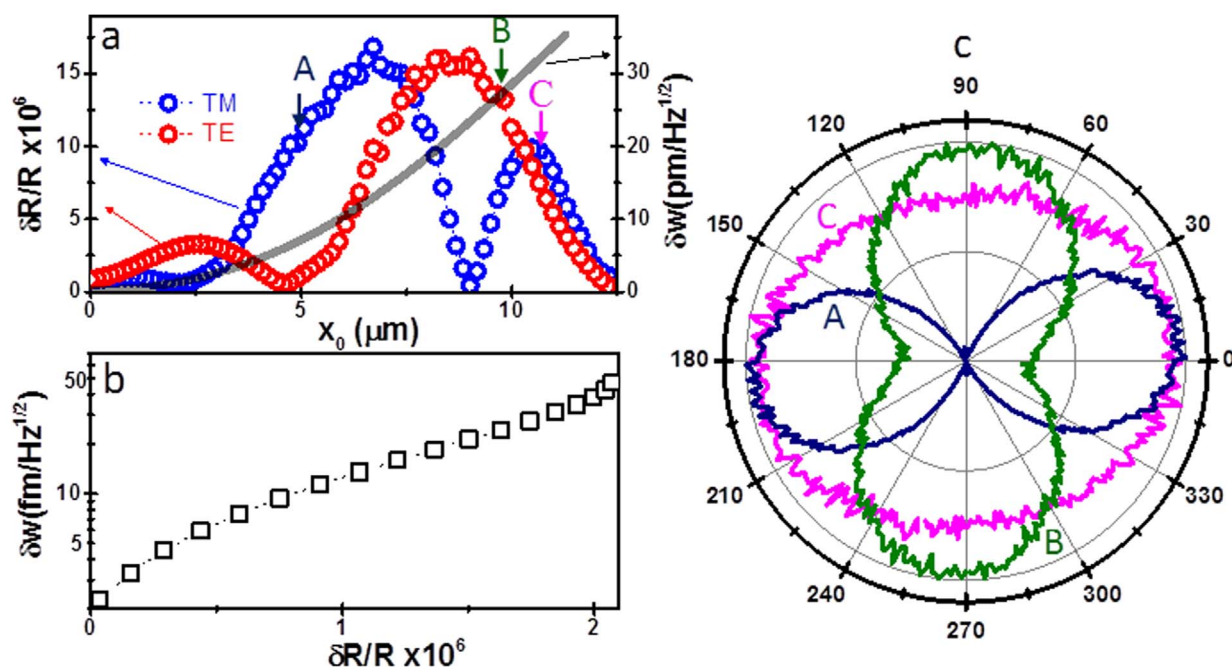 a
A
B
C
TM
TE
15
10
5
0
30
20
10
0
0
5
10
δR/R x10⁶
x₀ (μm)
δw(pm/Hz^1/2)
b
50
10
5
0
1
2
δw(fm/Hz^1/2)
δR/R x10⁶
C
90
120
60
150
30
C
A
180
0
B
210
330
240
300
270